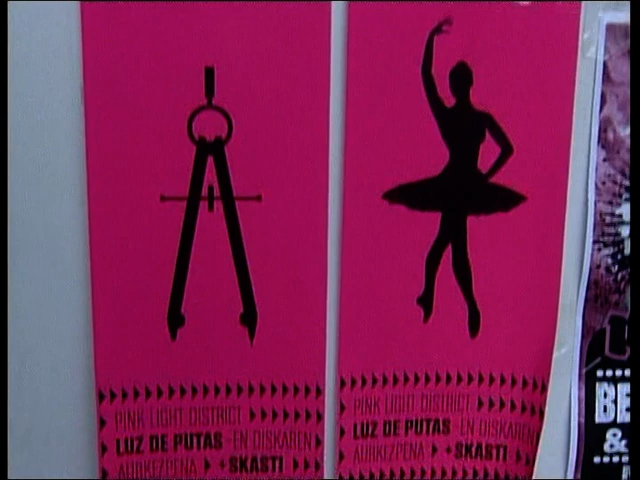 PINK LIGHT DISTRICT
LUZ DE PUTAS -EN DISKAREN
AURKEZPENA +SKASTI
PINK LIGHT DISTRICT
LUZ DE PUTAS -EN DISKAREN
AURKEZPENA +SKASTI
BE
&